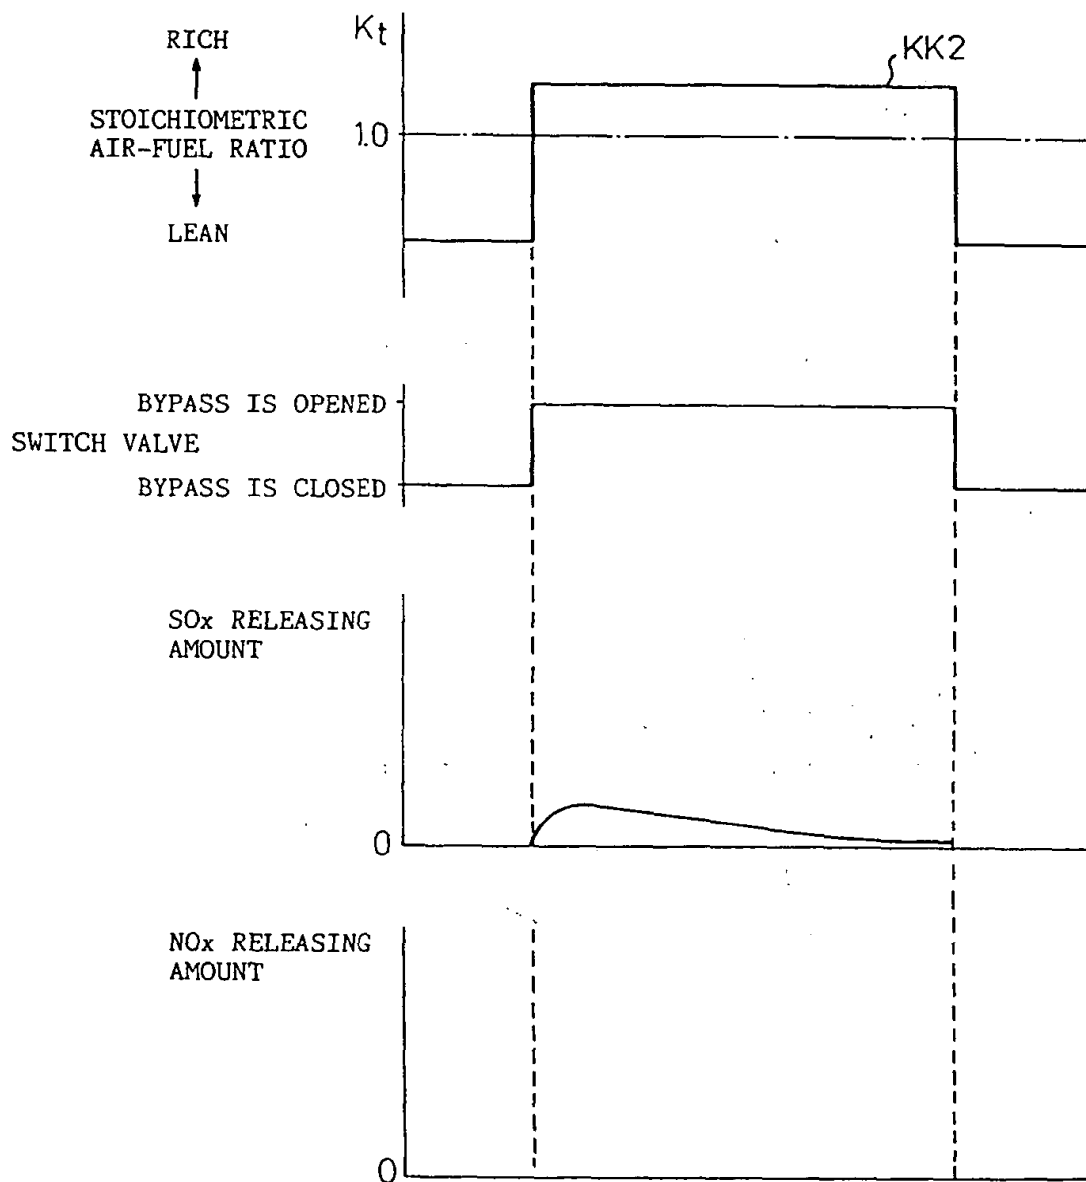 Kt
RICH
KK2
STOICHIOMETRIC
AIR-FUEL RATIO
1.0
LEAN
BYPASS IS OPENED
SWITCH VALVE
BYPASS IS CLOSED
SOx RELEASING
AMOUNT
0
NOx RELEASING
AMOUNT
0